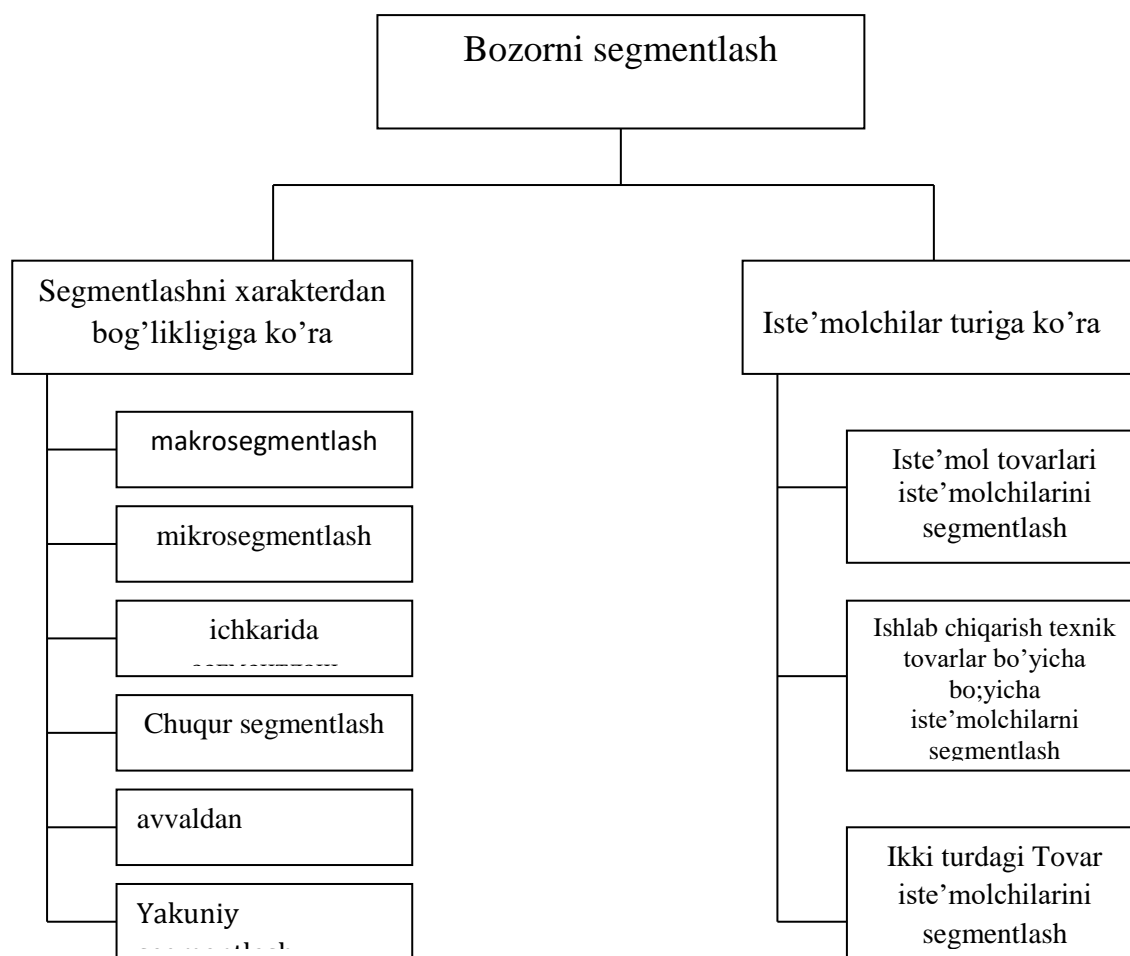 Bozorni segmentlash
Segmentlashni xarakterdan
bog’likligiga ko’ra
makrosegmentlash
mikrosegmentlash
ichkarida
Chuqur segmentlash
avvaldan
Yakuniy
Iste’molchilar turiga ko’ra
Iste’mol tovarlari
iste’molchilarini
segmentlash
Ishlab chiqarish texnik
tovarlar bo’yicha
bo;yicha
iste’molchilarni
segmentlash
Ikki turdagi Tovar
iste’molchilarini
segmentlash